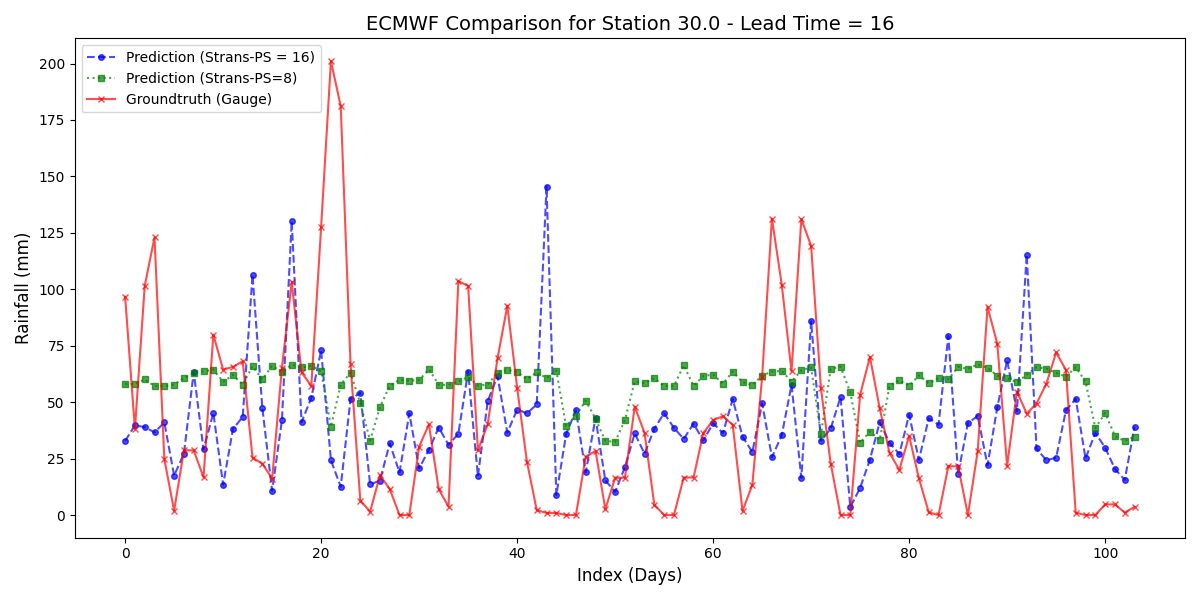 ECMWF Comparison for Station 30.0 - Lead Time = 16
Prediction (Strans-PS = 16)
Prediction (Strans-PS=8)
Groundtruth (Gauge)
Rainfall (mm)
200
175
150
125
100
75
50
25
0
0 20 40 60 80 100
Index (Days)